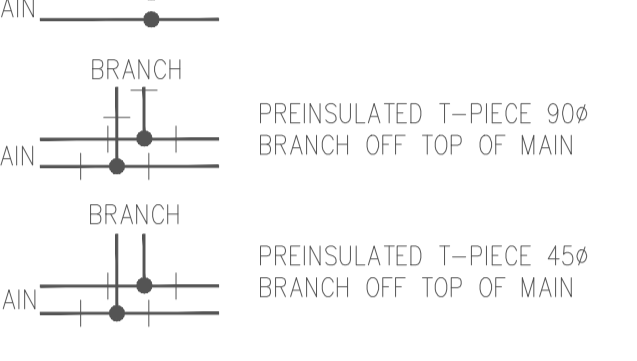 AIN
BRANCH
PREINSULATED T-PIECE 90ø
BRANCH OFF TOP OF MAIN
AIN
BRANCH
PREINSULATED T-PIECE 45ø
BRANCH OFF TOP OF MAIN
AIN